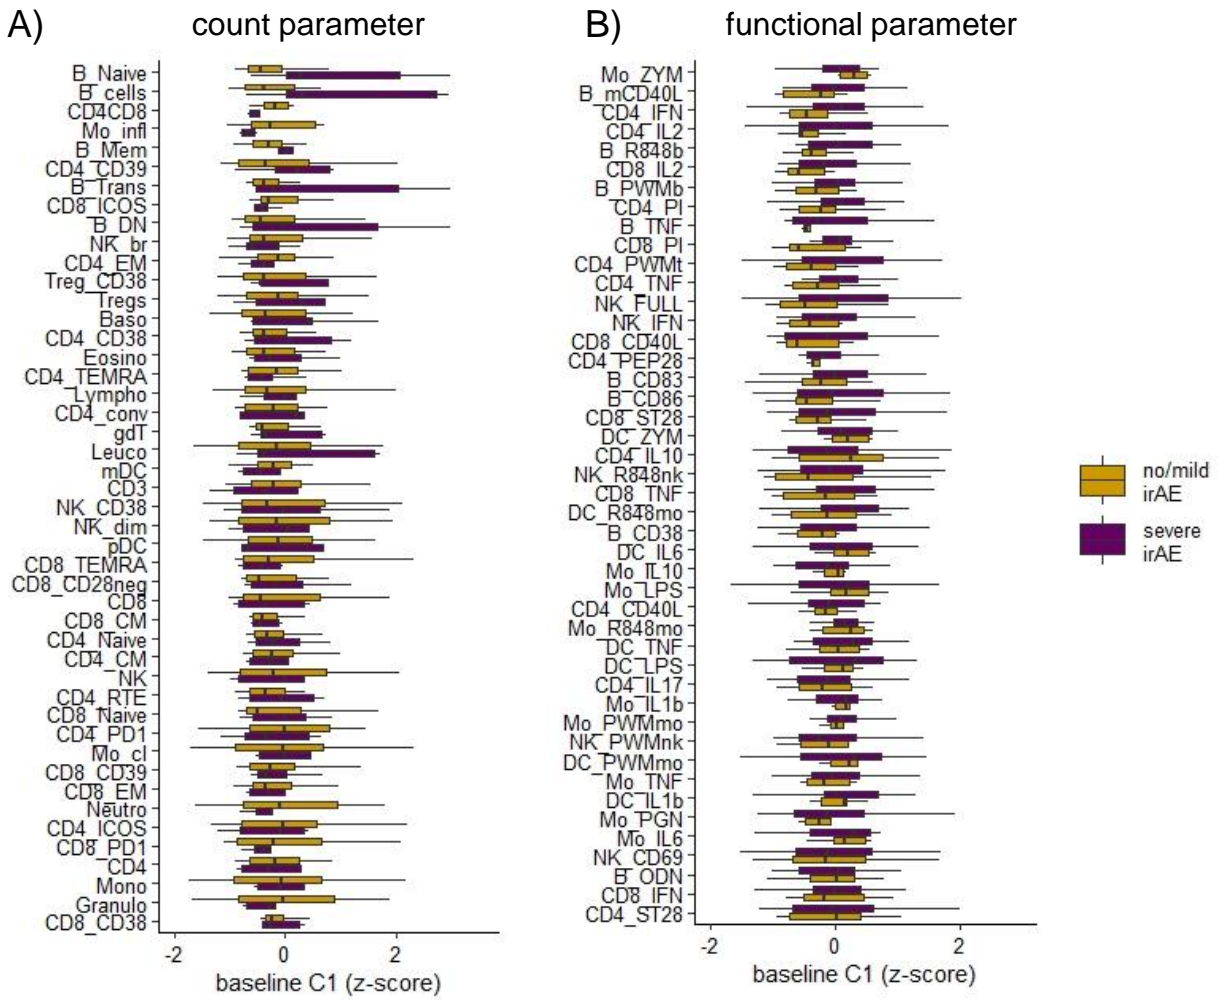 A)
count parameter
B_Naive
B_cells
CD4CD8
Mo_infl
B_Mem
CD4_CD39
B_Trans
CD8_ICOS
B_DN
NK_br
CD4_EM
Treg_CD38
Tregs
Baso
CD4_CD38
Eosino
CD4_TEMRA
Lympho
CD4_conv
gdT
Leuco
mDC
CD3
NK_CD38
NK_dim
pDC
CD8_TEMRA
CD8_CD28neg
CD8
CD8_CM
CD4_Naive
CD4_CM
NK
CD4_RTE
CD8_Naive
CD4_PD1
Mo_cl
CD8_CD39
CD8_EM
Neutro
CD4_ICOS
CD8_PD1
CD4
Mono
Granulo
CD8_CD38
-2 0 2
baseline C1 (z-score)
B)
functional parameter
Mo_ZYM
B_mCD40L
CD4_IFN
CD4_IL2
B_R848b
CD8_IL2
B_PWMb
CD4_PI
B_TNF
CD8_PI
CD4_PWMt
CD4_TNF
NK_FULL
NK_IFN
CD8_CD40L
CD4_PEP28
B_CD83
B_CD86
CD8_ST28
DC_ZYM
CD4_IL10
NK_R848nk
CD8_TNF
DC_R848mo
B_CD38
DC_IL6
Mo_IL10
Mo_LPS
CD4_CD40L
Mo_R848mo
DC_TNF
DC_LPS
CD4_IL17
Mo_IL1b
Mo_PWMmo
NK_PWMnk
DC_PWMmo
Mo_TNF
DC_IL1b
Mo_PGN
Mo_IL6
NK_CD69
B_ODN
CD8_IFN
CD4_ST28
-2 0 2
baseline C1 (z-score)
no/mild
irAE
severe
irAE